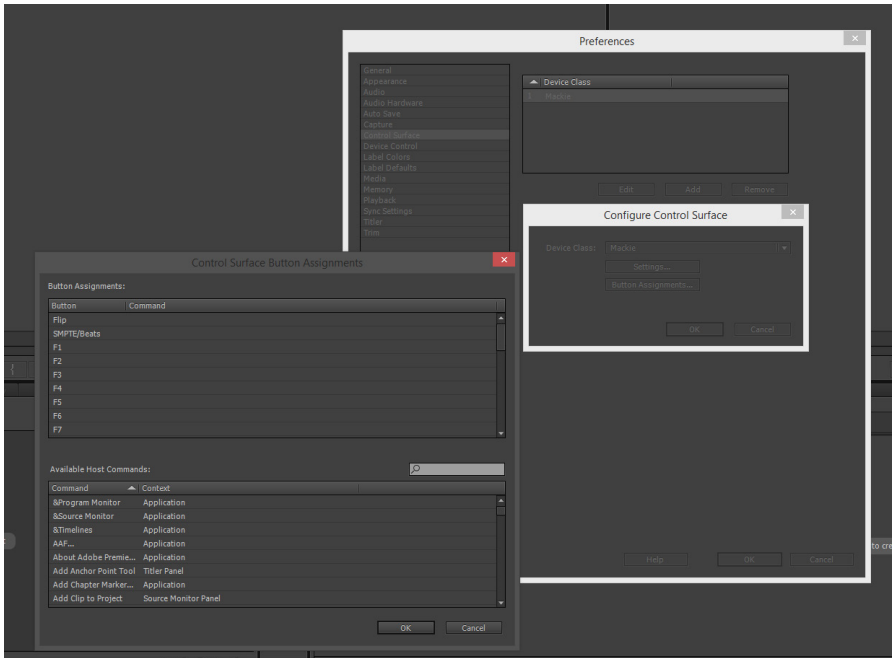 Preferences
General
Appearance
Audio
Audio Hardware
Auto Save
Capture
Control Surface
Device Control
Label Colors
Label Defaults
Media
Memory
Playback
Sync Settings
Titler
Trim
Device Class
1 Mackie
Edit Add Remove
Configure Control Surface
Device Class: Mackie
Settings...
Button Assignments...
OK Cancel
Help OK Cancel
Control Surface Button Assignments
Button Assignments:
Button Command
Flip
SMPTE/Beats
F1
F2
F3
F4
F5
F6
F7
Available Host Commands:
Command Context
&Program Monitor Application
&Source Monitor Application
&Timelines Application
AAF... Application
About Adobe Premie... Application
Add Anchor Point Tool Titler Panel
Add Chapter Marker... Application
Add Clip to Project Source Monitor Panel
OK Cancel
{
to cre